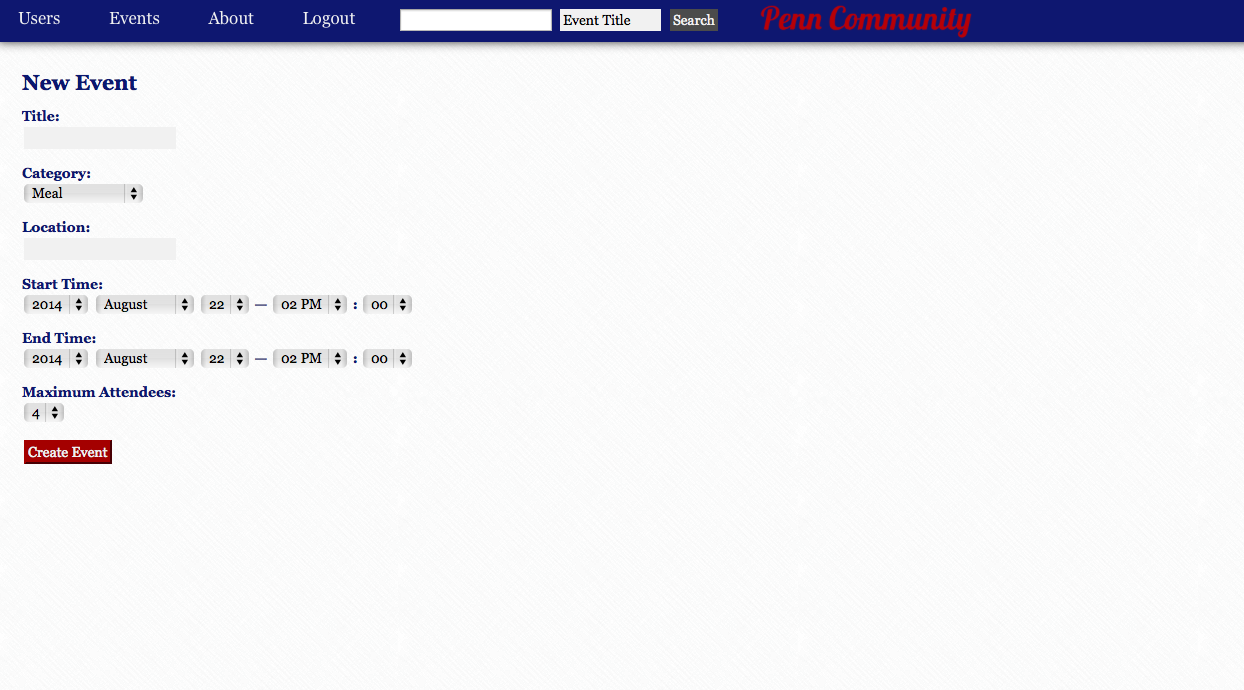 Users Events About Logout Event Title Search Penn Community
New Event
Title:
Category:
Meal
Location:
Start Time:
2014 August 22 — 02 PM : 00
End Time:
2014 August 22 — 02 PM : 00
Maximum Attendees:
4
Create Event